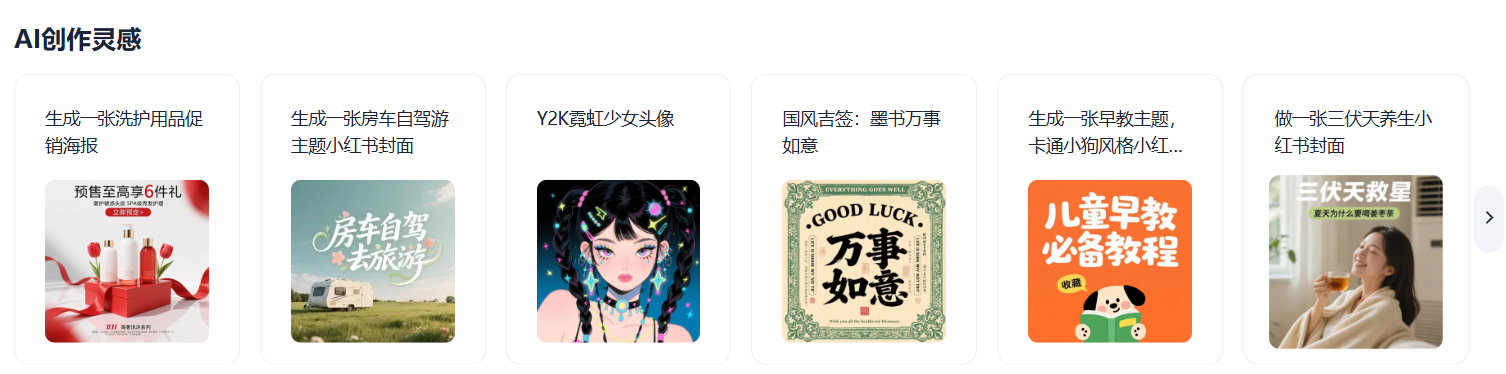 AI创作灵感
生成一张洗护用品促
销海报
预售至高享6件礼
立即预定>
生成一张房车自驾游
主题小红书封面
房车自驾
去旅游
Y2K霓虹少女头像
国风吉签：墨书万事
如意
EVERYTHING GOES WELL
GOOD LUCK
万事
如意
生成一张早教主题，
卡通小狗风格小红...
儿童早教
必备教程
收藏
做一张三伏天养生小
红书封面
三伏天救星
夏天为什么要喝姜枣茶